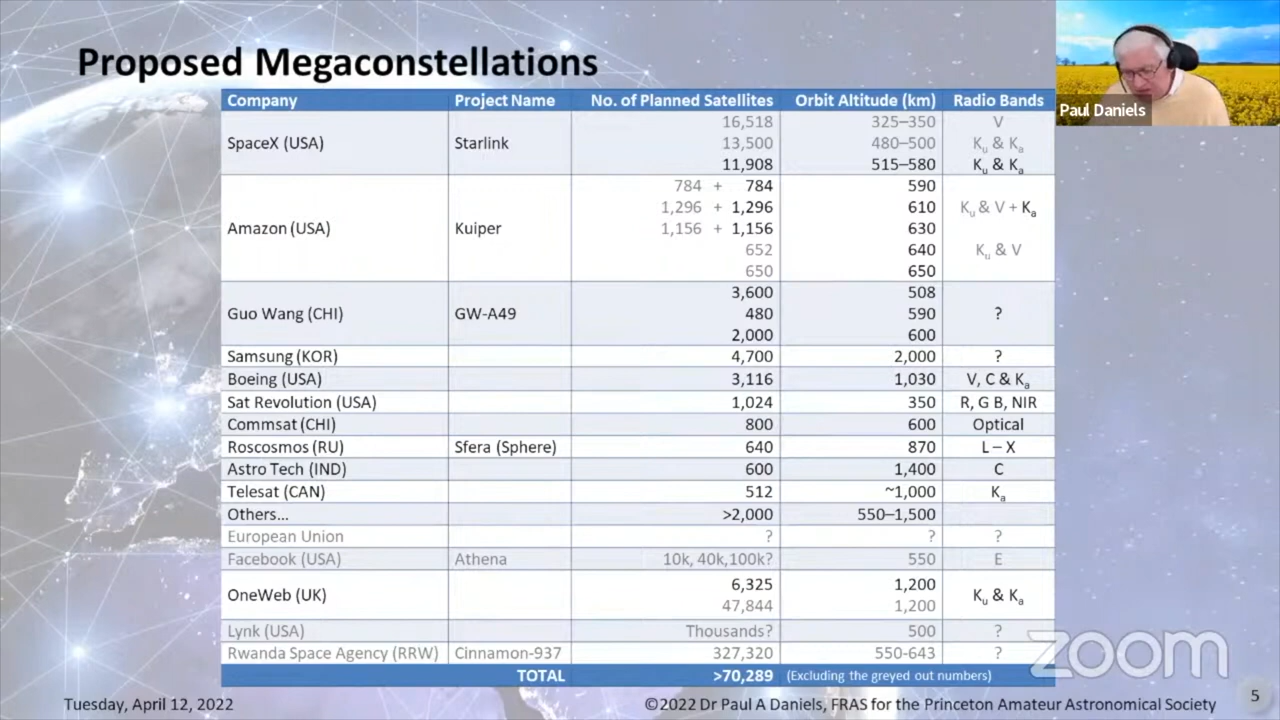 Proposed Megaconstellations
Paul Daniels
Company Project Name No. of Planned Satellites Orbit Altitude (km) Radio Bands
16,518 325–350 V
SpaceX (USA) Starlink 13,500 480–500 Ku & Ka
11,908 515–580 Ku & Ka
784 + 784 590
1,296 + 1,296 610 Ku & V + Ka
Amazon (USA) Kuiper 1,156 + 1,156 630
652 640 Ku & V
650 650
3,600 508
Guo Wang (CHI) GW-A49 480 590 ?
2,000 600
Samsung (KOR) 4,700 2,000 ?
Boeing (USA) 3,116 1,030 V, C & Ka
Sat Revolution (USA) 1,024 350 R, G B, NIR
Commsat (CHI) 800 600 Optical
Roscosmos (RU) Sfera (Sphere) 640 870 L – X
Astro Tech (IND) 600 1,400 C
Telesat (CAN) 512 ~1,000 Ka
Others... >2,000 550–1,500
European Union ? ? ?
Facebook (USA) Athena 10k, 40k,100k? 550 E
6,325 1,200
OneWeb (UK) Ku & Ka
47,844 1,200
Lynk (USA) Thousands? 500 ?
Rwanda Space Agency (RRW) Cinnamon-937 327,320 550-643 ?
TOTAL >70,289 (Excluding the greyed out numbers)
zoom
Tuesday, April 12, 2022 ©2022 Dr Paul A Daniels, FRAS for the Princeton Amateur Astronomical Society 5